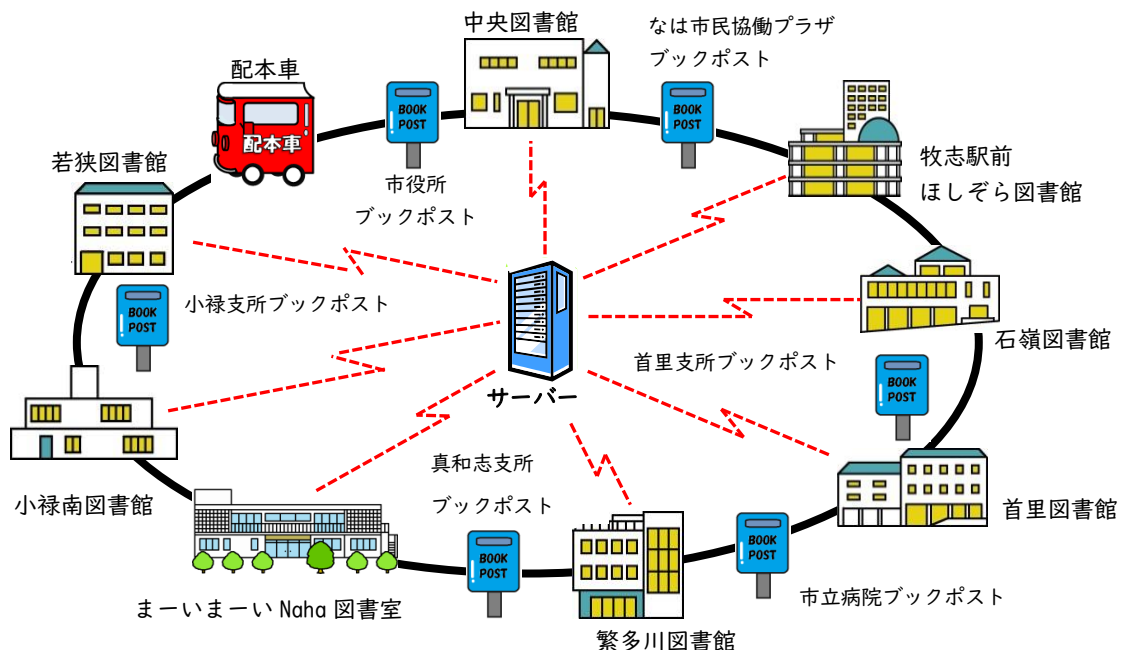 中央図書館
なは市民協働プラザ
ブックポスト
配本車
BOOK
POST
BOOK
POST
配本車
若狭図書館
牧志駅前
ほしぞら図書館
市役所
ブックポスト
小禄支所ブックポスト
BOOK
POST
石嶺図書館
首里支所ブックポスト
BOOK
POST
サーバー
真和志支所
ブックポスト
小禄南図書館
首里図書館
BOOK
POST
BOOK
POST
まーいまーい Naha 図書室
市立病院ブックポスト
繁多川図書館